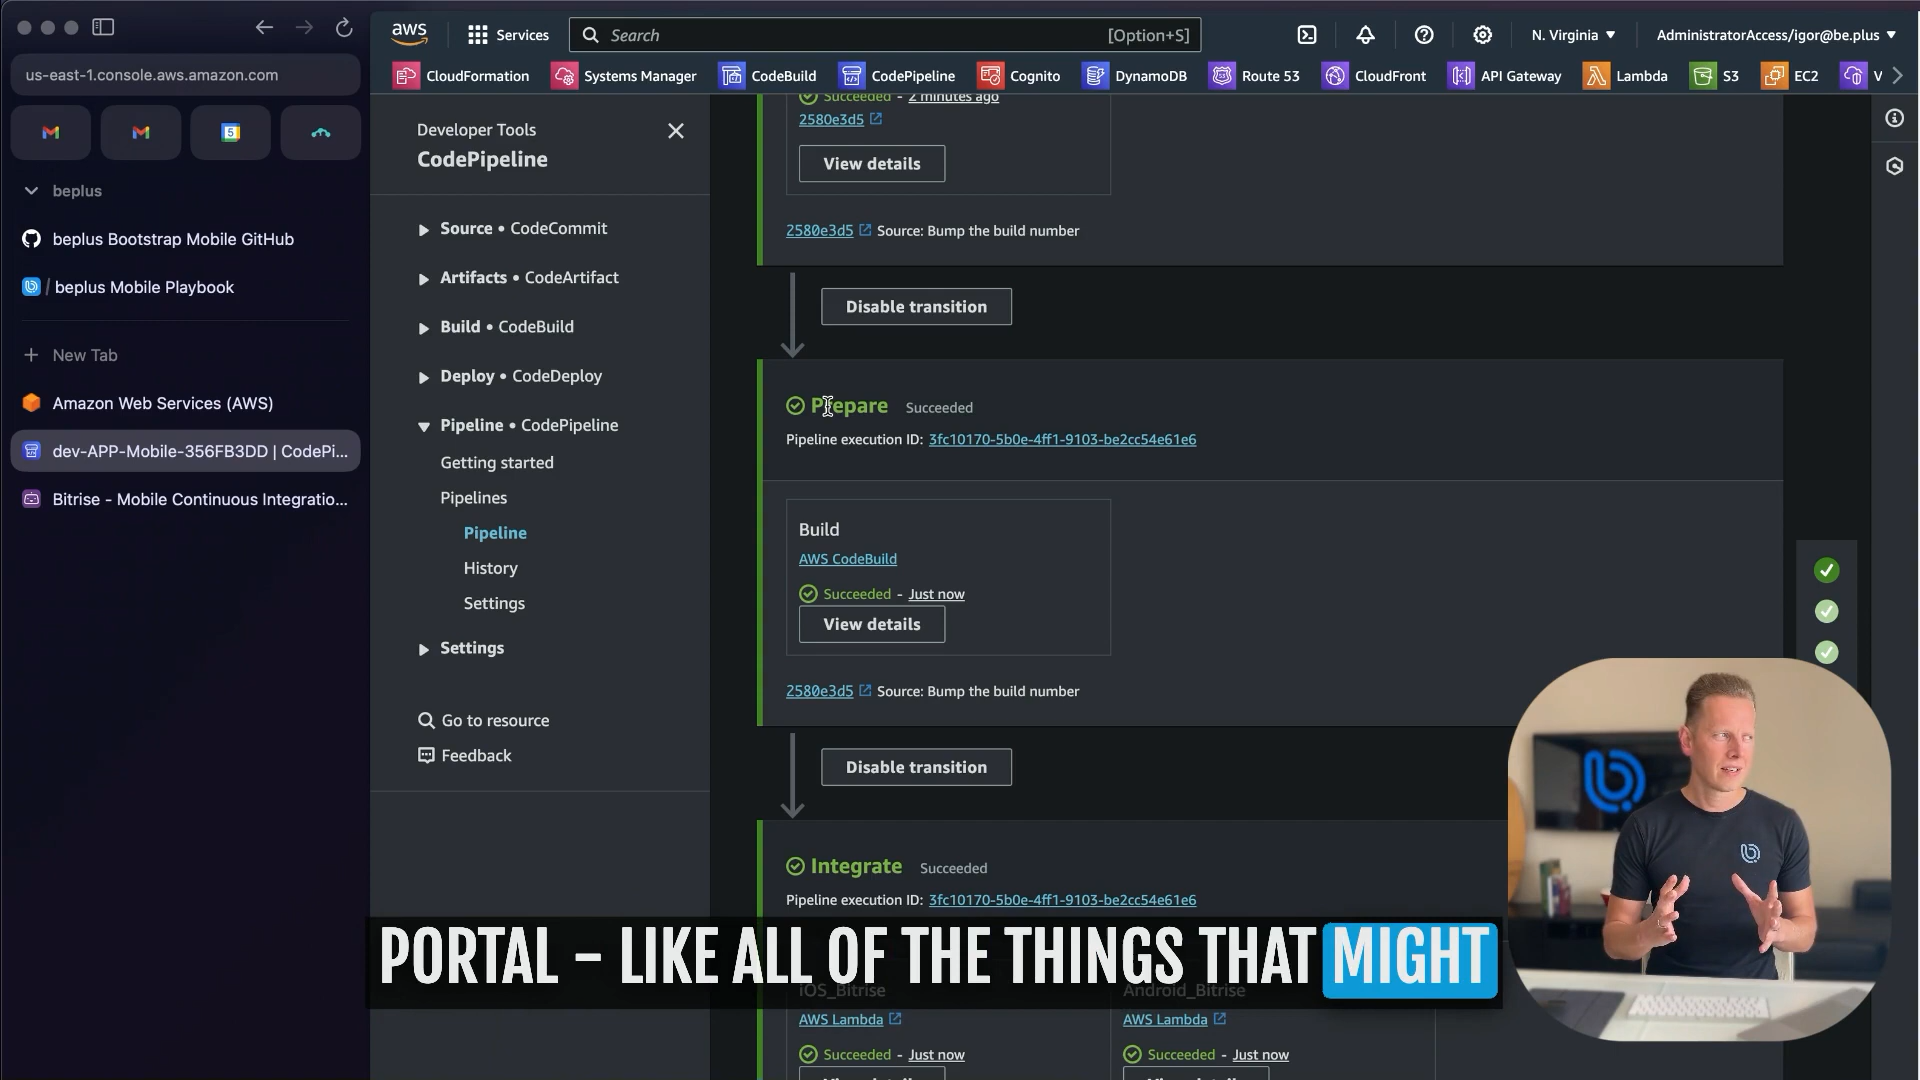 us-east-1.console.aws.amazon.com
5
beplus
beplus Bootstrap Mobile GitHub
/ beplus Mobile Playbook
New Tab
Amazon Web Services (AWS)
dev-APP-Mobile-356FB3DD | CodePi...
Bitrise - Mobile Continuous Integratio...
aws
Services
Search
[Option+S]
N. Virginia
AdministratorAccess/igor@be.plus
CloudFormation
Systems Manager
CodeBuild
CodePipeline
Cognito
DynamoDB
Route 53
CloudFront
API Gateway
Lambda
S3
EC2
V
Developer Tools
CodePipeline
Source • CodeCommit
Artifacts • CodeArtifact
Build • CodeBuild
Deploy • CodeDeploy
Pipeline • CodePipeline
Getting started
Pipelines
Pipeline
History
Settings
Settings
Go to resource
Feedback
Succeeded - 2 minutes ago
2580e3d5
View details
2580e3d5 Source: Bump the build number
Disable transition
Prepare Succeeded
Pipeline execution ID: 3fc10170-5b0e-4ff1-9103-be2cc54e61e6
Build
AWS CodeBuild
Succeeded - Just now
View details
2580e3d5 Source: Bump the build number
Disable transition
Integrate Succeeded
Pipeline execution ID: 3fc10170-5b0e-4ff1-9103-be2cc54e61e6
PORTAL – LIKE ALL OF THE THINGS THAT MIGHT
iOS_Bitrise
Android_Bitrise
AWS Lambda
AWS Lambda
Succeeded - Just now
Succeeded - Just now